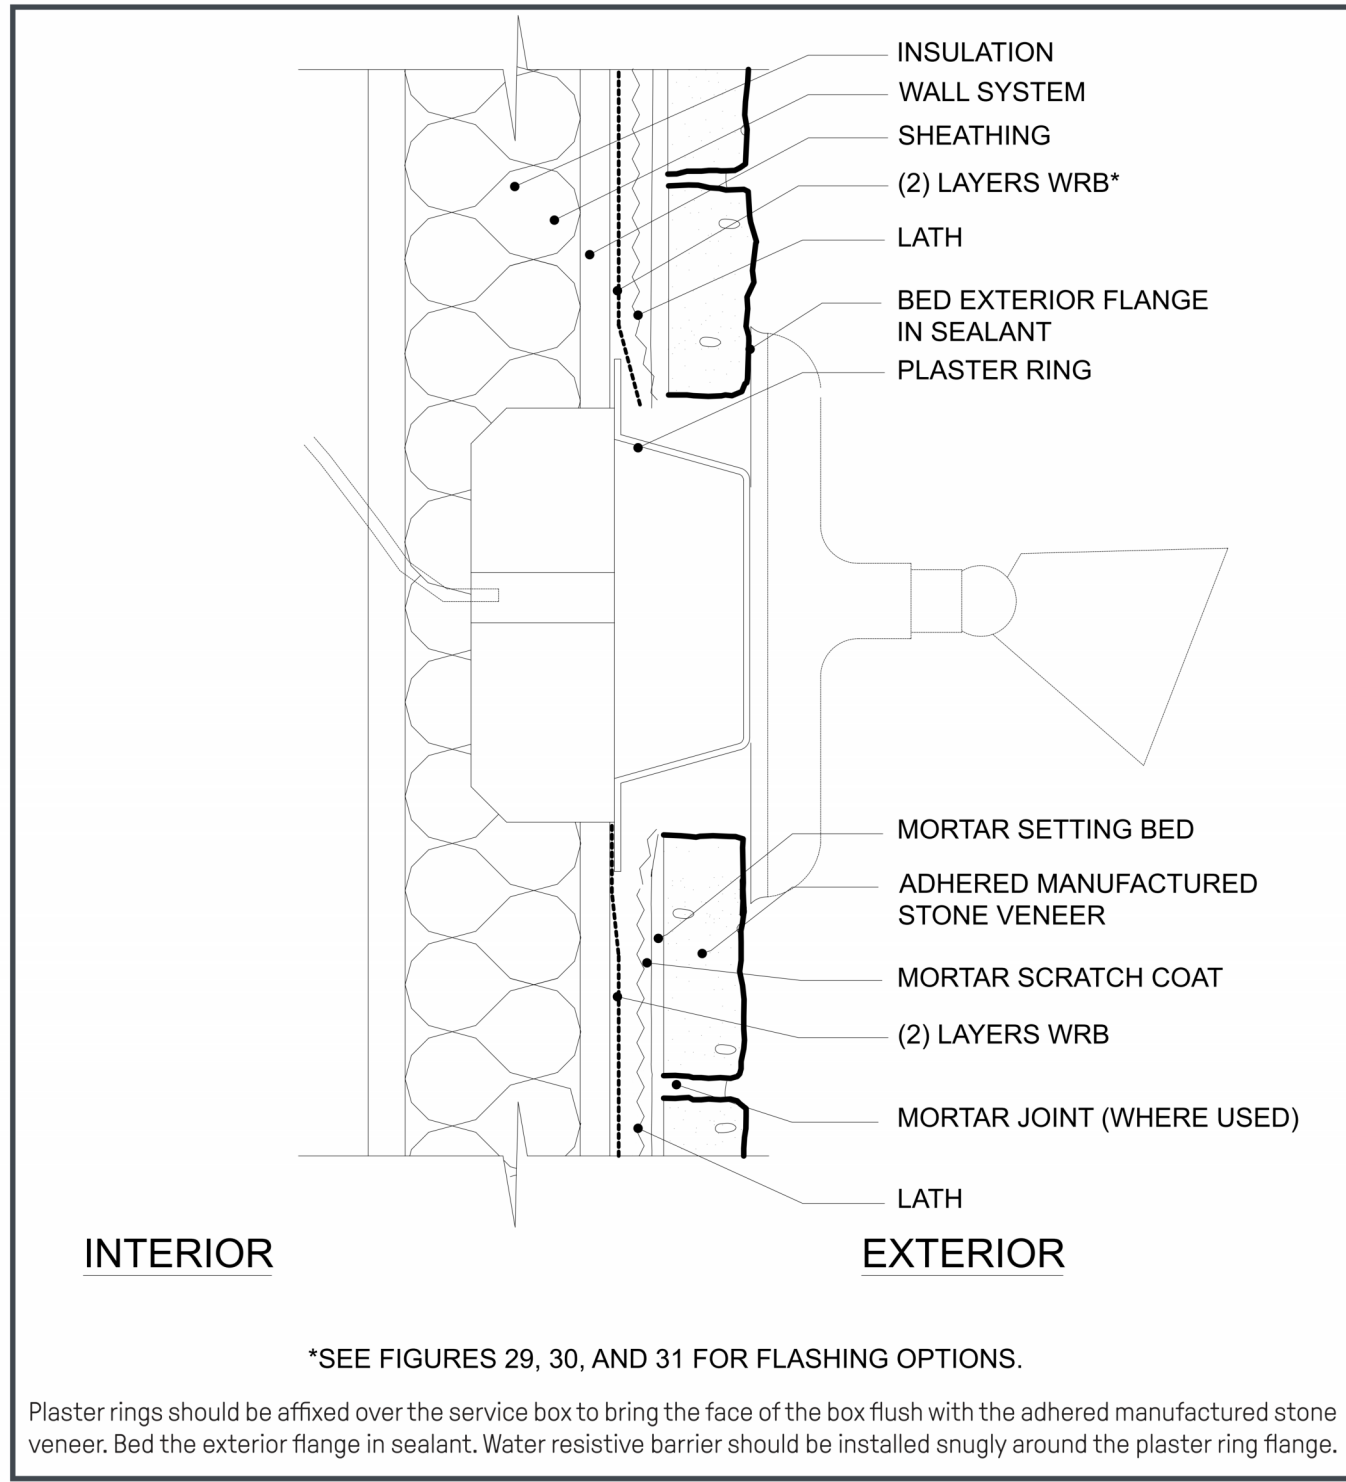 INSULATION
WALL SYSTEM
SHEATHING
(2) LAYERS WRB*
LATH
BED EXTERIOR FLANGE
IN SEALANT
PLASTER RING
MORTAR SETTING BED
ADHERED MANUFACTURED
STONE VENEER
MORTAR SCRATCH COAT
(2) LAYERS WRB
MORTAR JOINT (WHERE USED)
LATH
INTERIOR
EXTERIOR
*SEE FIGURES 29, 30, AND 31 FOR FLASHING OPTIONS.
Plaster rings should be affixed over the service box to bring the face of the box flush with the adhered manufactured stone
veneer. Bed the exterior flange in sealant. Water resistive barrier should be installed snugly around the plaster ring flange.